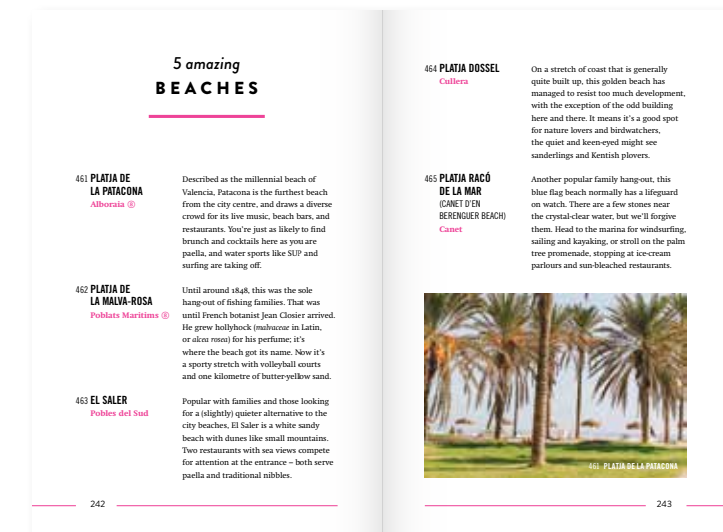 5 amazing
BEACHES
461 PLATJA DE
LA PATACONA
Alboraia ⑥
Described as the millennial beach of
Valencia, Patacona is the furthest beach
from the city centre, and draws a diverse
crowd for its live music, beach bars, and
restaurants. You're just as likely to find
brunch and cocktails here as you are
paella, and water sports like SUP and
surfing are taking off.
462 PLATJA DE
LA MALVA-ROSA
Poblats Marítims ⑥
Until around 1848, this was the sole
hang-out of fishing families. That was
until French botanist Jean Closier arrived.
He grew hollyhock (malvaceae in Latin,
or alcea rosea) for his perfume; it's
where the beach got its name. Now it's
a sporty stretch with volleyball courts
and one kilometre of butter-yellow sand.
463 EL SALER
Pobles del Sud
Popular with families and those looking
for a (slightly) quieter alternative to the
city beaches, El Saler is a white sandy
beach with dunes like small mountains.
Two restaurants with sea views compete
for attention at the entrance – both serve
paella and traditional nibbles.
242
464 PLATJA DOSSEL
Cullera
On a stretch of coast that is generally
quite built up, this golden beach has
managed to resist too much development,
with the exception of the odd building
here and there. It means it's a good spot
for nature lovers and birdwatchers,
the quiet and keen-eyed might see
sanderlings and Kentish plovers.
465 PLATJA RACÓ
DE LA MAR
(CANET D'EN
BERENGUER BEACH)
Canet
Another popular family hang-out, this
blue flag beach normally has a lifeguard
on watch. There are a few stones near
the crystal-clear water, but we'll forgive
them. Head to the marina for windsurfing,
sailing and kayaking, or stroll on the palm
tree promenade, stopping at ice-cream
parlours and sun-bleached restaurants.
461 PLATJA DE LA PATACONA
243